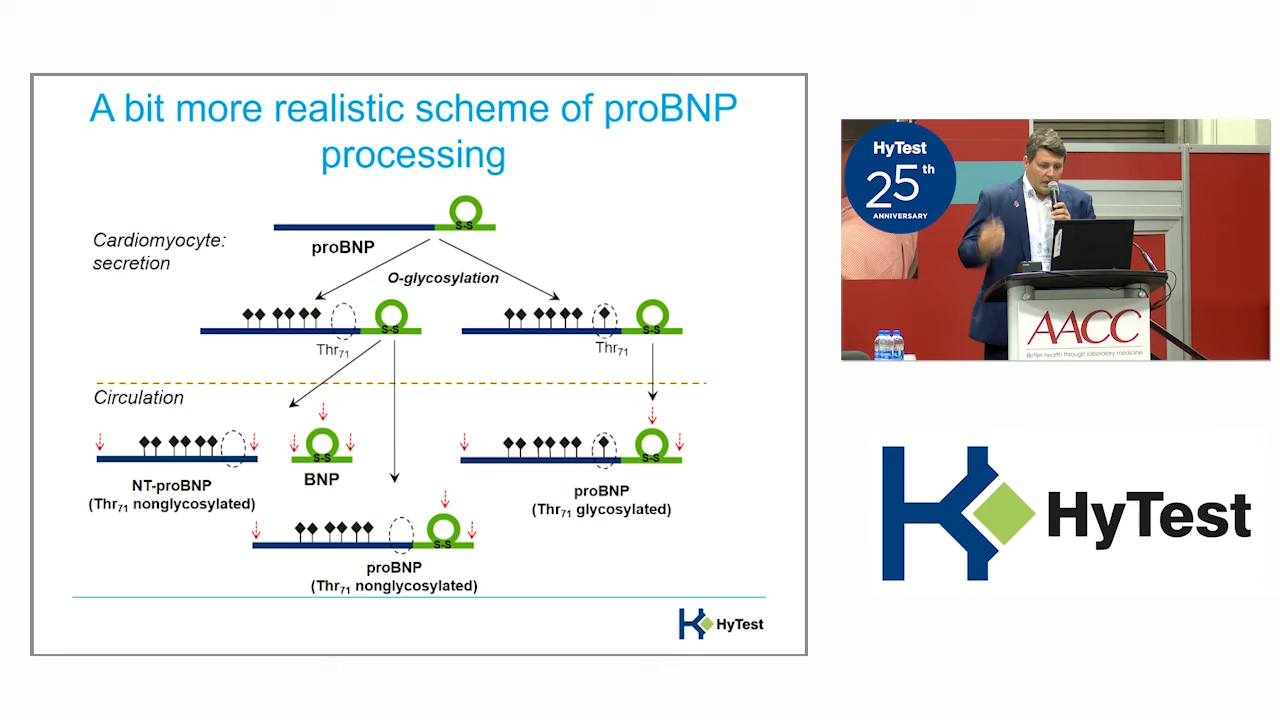 A bit more realistic scheme of proBNP
processing
Cardiomyocyte:
secretion
S-S
proBNP
O-glycosylation
S-S
S-S
Thr71
Thr71
Circulation
S-S
S-S
NT-proBNP
(Thr71 nonglycosylated)
BNP
proBNP
(Thr71 glycosylated)
S-S
proBNP
(Thr71 nonglycosylated)
HyTest
HyTest
25th
ANNIVERSARY
AACC
Better health through laboratory medicine.
HyTest